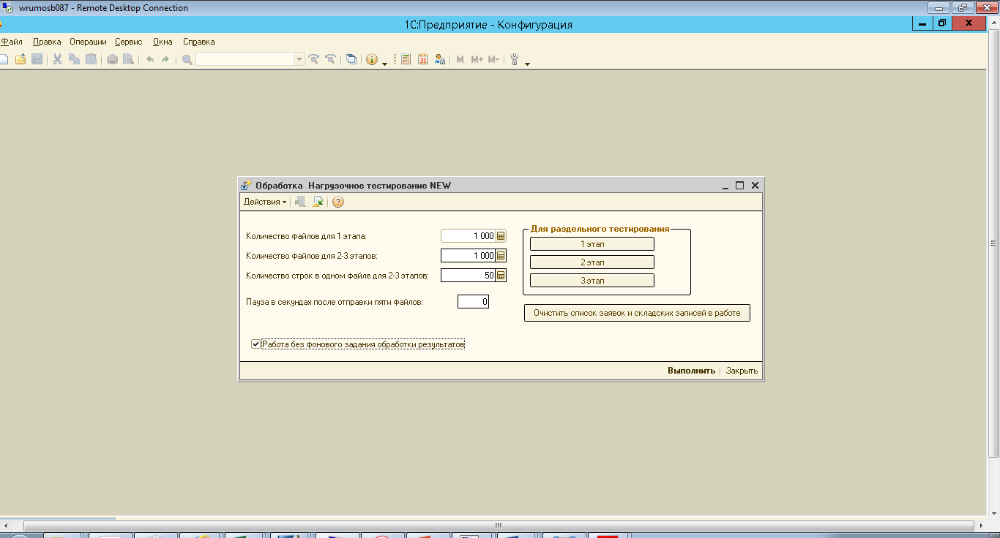 wrumosb087 - Remote Desktop Connection
1С:Предприятие - Конфигурация
Файл Правка Операции Сервис Окна Справка
31 M M+ M-
Обработка Нагрузочное тестирование NEW
Действия
Количество файлов для 1 этапа: 1 000
Количество файлов для 2-3 этапов: 1 000
Количество строк в одном файле для 2-3 этапов: 50
Пауза в секундах после отправки пяти файлов: 0
Работа без фонового задания обработки результатов
Для раздельного тестирования
1 этап
2 этап
3 этап
Очистить список заявок и складских записей в работе
Выполнить Закрыть